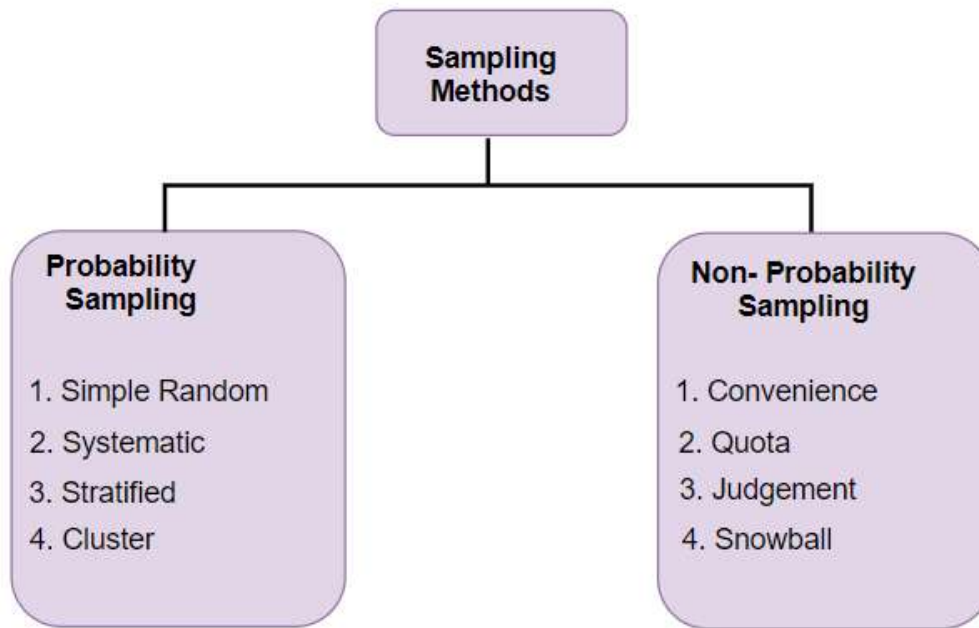 Sampling
Methods
Probability
Sampling
1. Simple Random
2. Systematic
3. Stratified
4. Cluster
Non- Probability
Sampling
1. Convenience
2. Quota
3. Judgement
4. Snowball